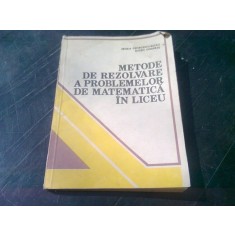 METODE
DE REZOLVARE
A PROBLEMELOR
DE MATEMATICĂ
ÎN LICEU